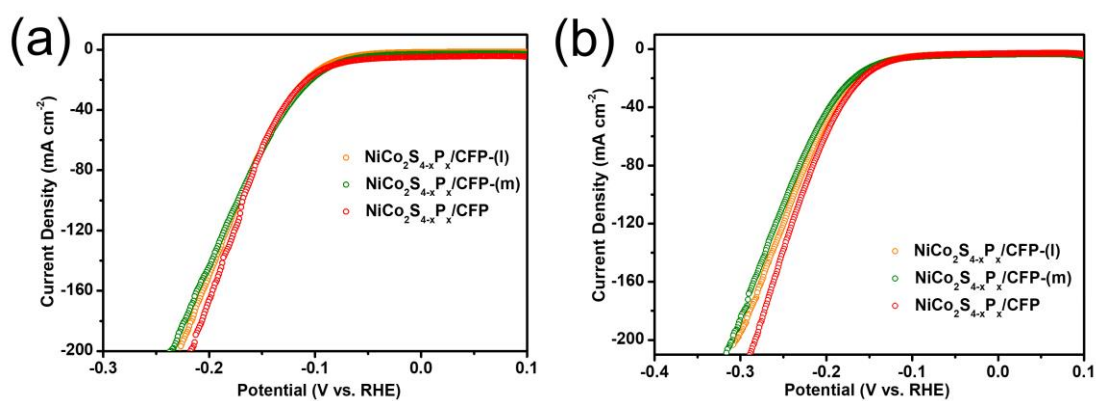 (a)
0
-40
-80
-120
-160
-200
Current Density (mA cm⁻²)
NiCo₂S₄₋ₓPₓ/CFP-(l)
NiCo₂S₄₋ₓPₓ/CFP-(m)
NiCo₂S₄₋ₓPₓ/CFP
-0.3 -0.2 -0.1 0.0 0.1
Potential (V vs. RHE)
(b)
0
-40
-80
-120
-160
-200
Current Density (mA cm⁻²)
NiCo₂S₄₋ₓPₓ/CFP-(l)
NiCo₂S₄₋ₓPₓ/CFP-(m)
NiCo₂S₄₋ₓPₓ/CFP
-0.4 -0.3 -0.2 -0.1 0.0 0.1
Potential (V vs. RHE)